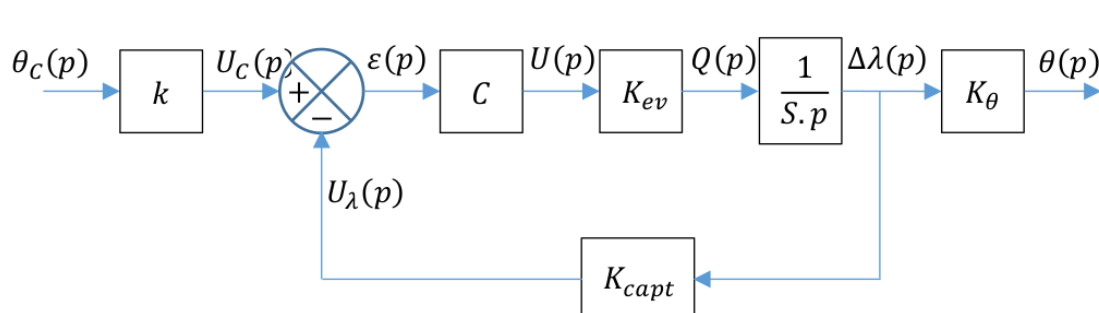 θ_C(p)
k
U_C(p)
+
−
ε(p)
C
U(p)
K_ev
Q(p)
1
S.p
Δλ(p)
K_θ
θ(p)
U_λ(p)
K_capt